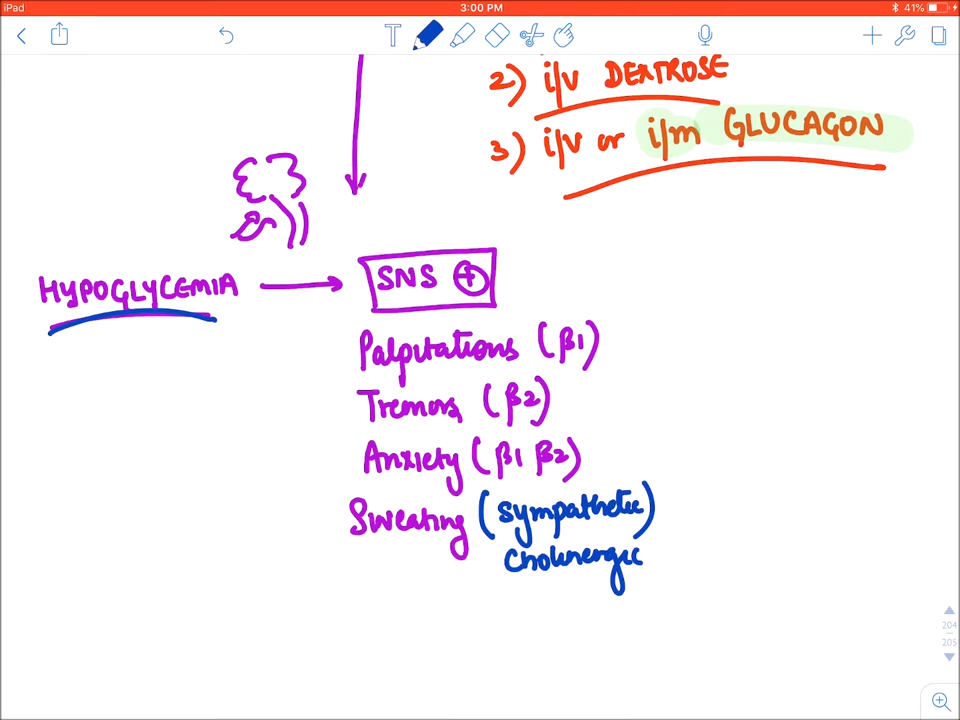 iPad
3:00 PM
41%
T
2) i/v DEXTROSE
3) i/v or i/m GLUCAGON
HYPOGLYCEMIA → SNS +
Palpitations (β1)
Tremors (β2)
Anxiety (β1 β2)
Sweating (Sympathetic)
Cholinergic
204
205